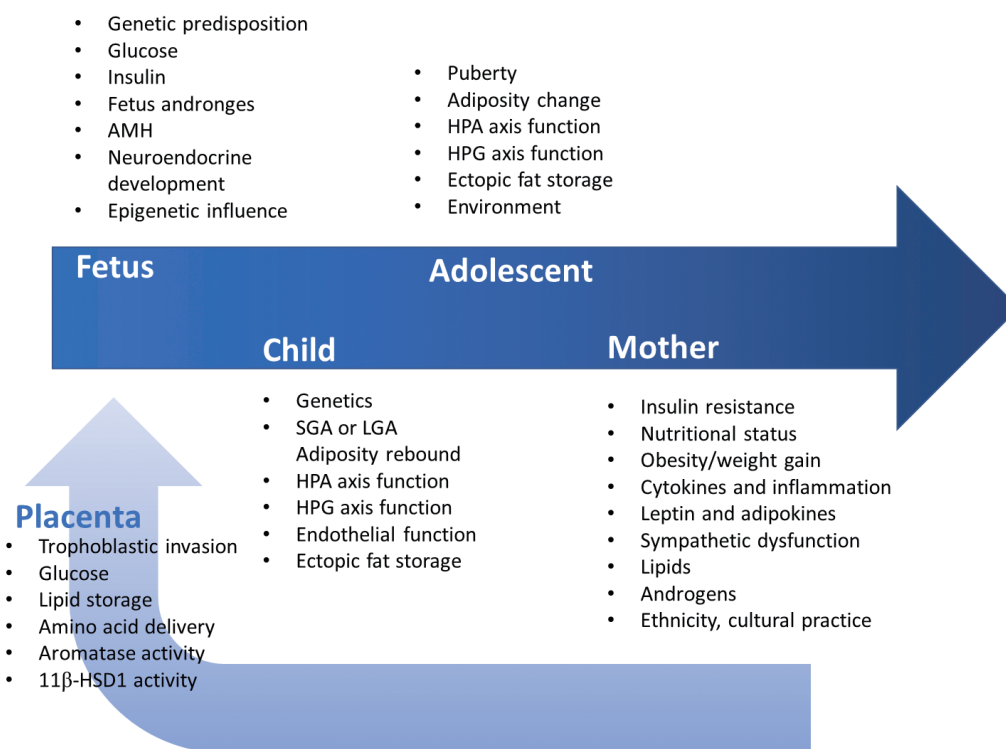 • Genetic predisposition
• Glucose
• Insulin
• Fetus andronges
• AMH
• Neuroendocrine
development
• Epigenetic influence
• Puberty
• Adiposity change
• HPA axis function
• HPG axis function
• Ectopic fat storage
• Environment
Fetus
Adolescent
Child
Mother
• Genetics
• SGA or LGA
Adiposity rebound
• HPA axis function
• HPG axis function
• Endothelial function
• Ectopic fat storage
• Insulin resistance
• Nutritional status
• Obesity/weight gain
• Cytokines and inflammation
• Leptin and adipokines
• Sympathetic dysfunction
• Lipids
• Androgens
• Ethnicity, cultural practice
Placenta
• Trophoblastic invasion
• Glucose
• Lipid storage
• Amino acid delivery
• Aromatase activity
• 11β-HSD1 activity